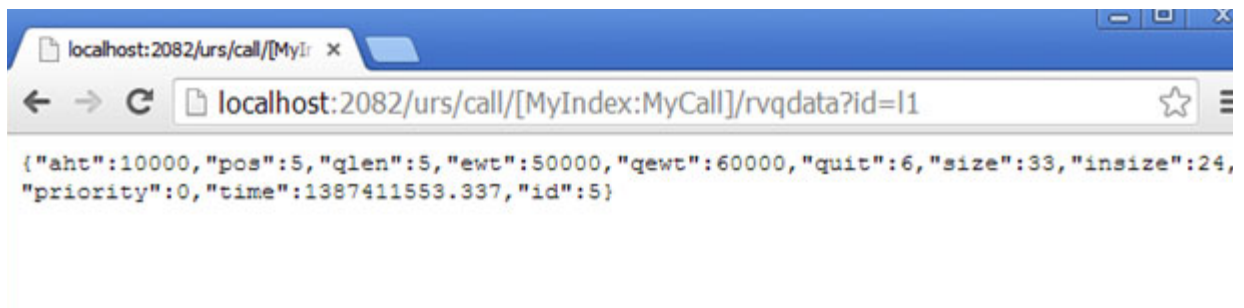 localhost:2082/urs/call/[MyIr
localhost:2082/urs/call/[MyIndex:MyCall]/rvqdata?id=l1
{"aht":10000,"pos":5,"qlen":5,"ewt":50000,"qewt":60000,"quit":6,"size":33,"insize":24,
"priority":0,"time":1387411553.337,"id":5}